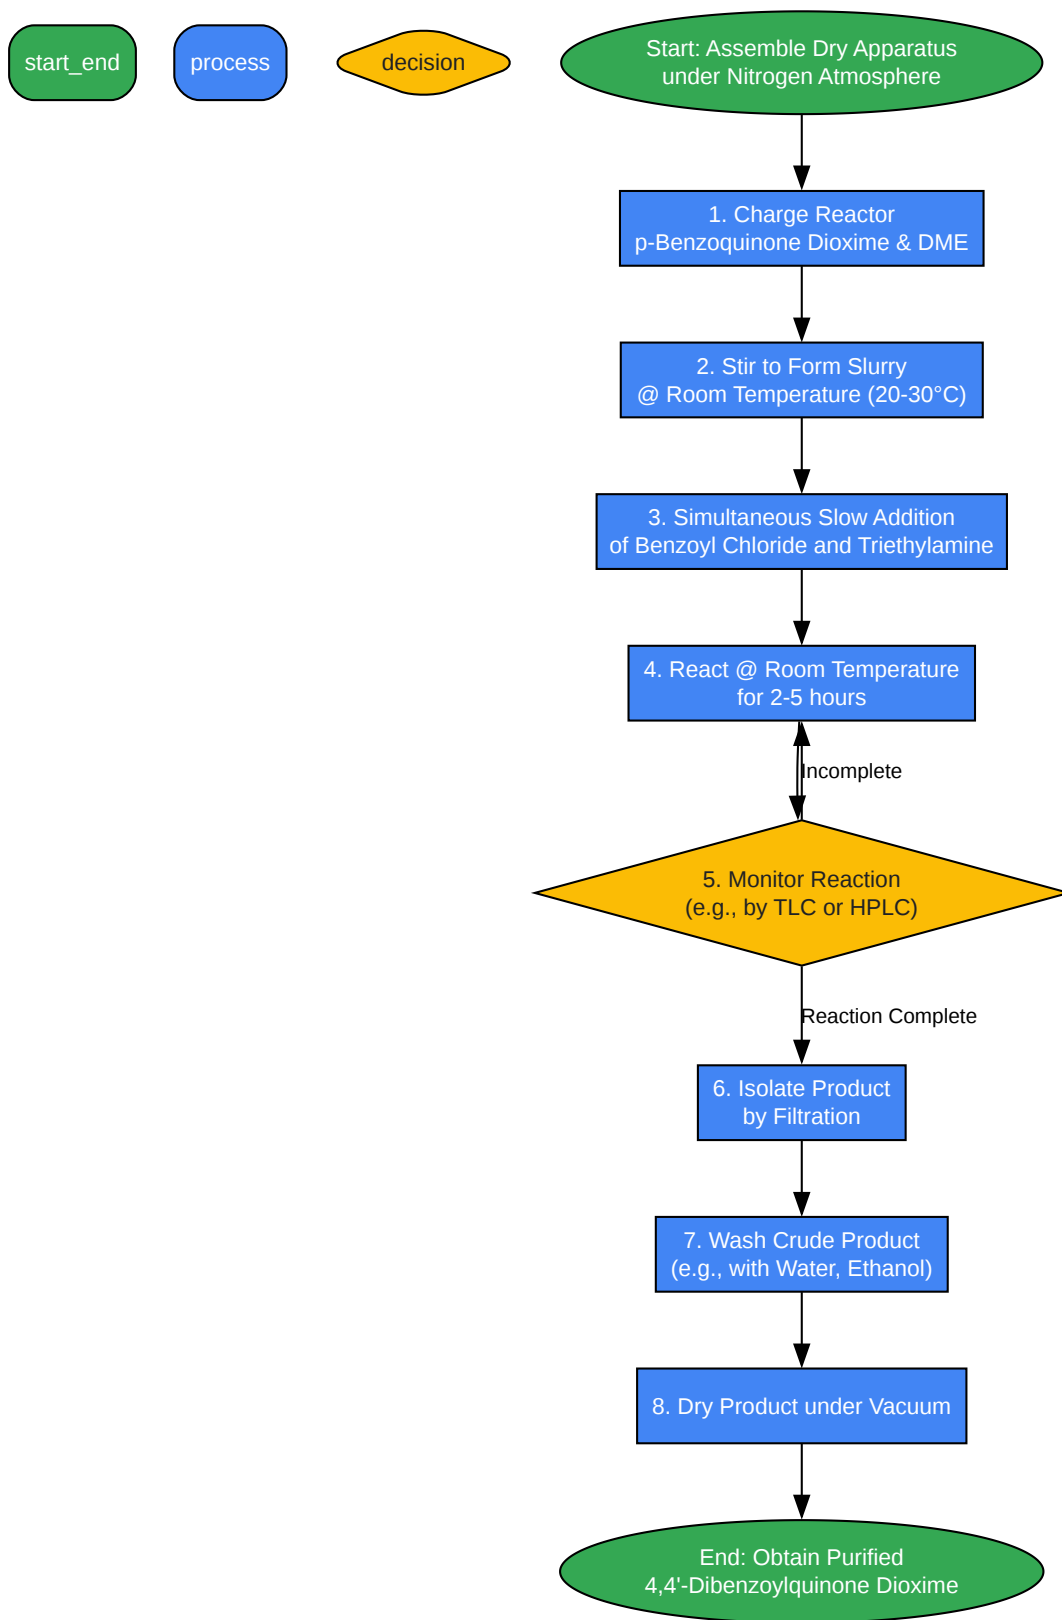 start_end
process
decision
Start: Assemble Dry Apparatus
under Nitrogen Atmosphere
1. Charge Reactor
p-Benzoquinone Dioxime & DME
2. Stir to Form Slurry
@ Room Temperature (20-30°C)
3. Simultaneous Slow Addition
of Benzoyl Chloride and Triethylamine
4. React @ Room Temperature
for 2-5 hours
Incomplete
5. Monitor Reaction
(e.g., by TLC or HPLC)
Reaction Complete
6. Isolate Product
by Filtration
7. Wash Crude Product
(e.g., with Water, Ethanol)
8. Dry Product under Vacuum
End: Obtain Purified
4,4'-Dibenzoylquinone Dioxime